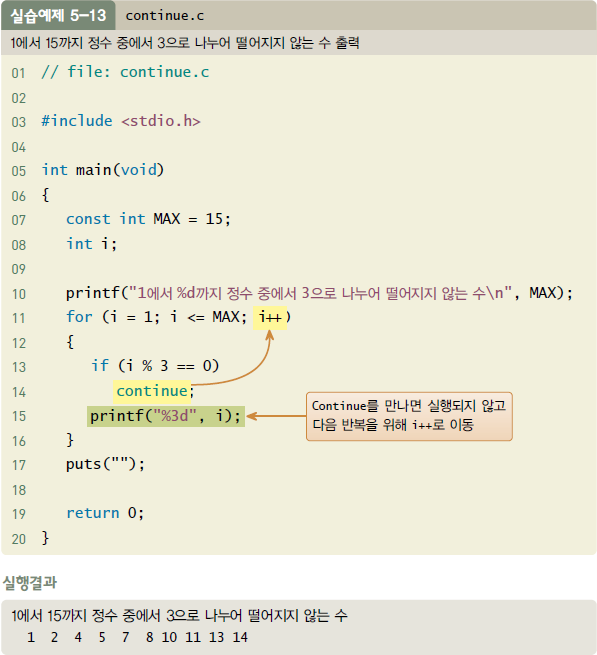 실습예제 5-13 continue.c
1에서 15까지 정수 중에서 3으로 나누어 떨어지지 않는 수 출력
01 // file: continue.c
02
03 #include <stdio.h>
04
05 int main(void)
06 {
07 const int MAX = 15;
08 int i;
09
10 printf("1에서 %d까지 정수 중에서 3으로 나누어 떨어지지 않는 수\n", MAX);
11 for (i = 1; i <= MAX; i++)
12 {
13 if (i % 3 == 0)
14 continue;
15 printf("%3d", i);
Continue를 만나면 실행되지 않고
다음 반복을 위해 i++로 이동
16 }
17 puts("");
18
19 return 0;
20 }
실행결과
1에서 15까지 정수 중에서 3으로 나누어 떨어지지 않는 수
1 2 4 5 7 8 10 11 13 14